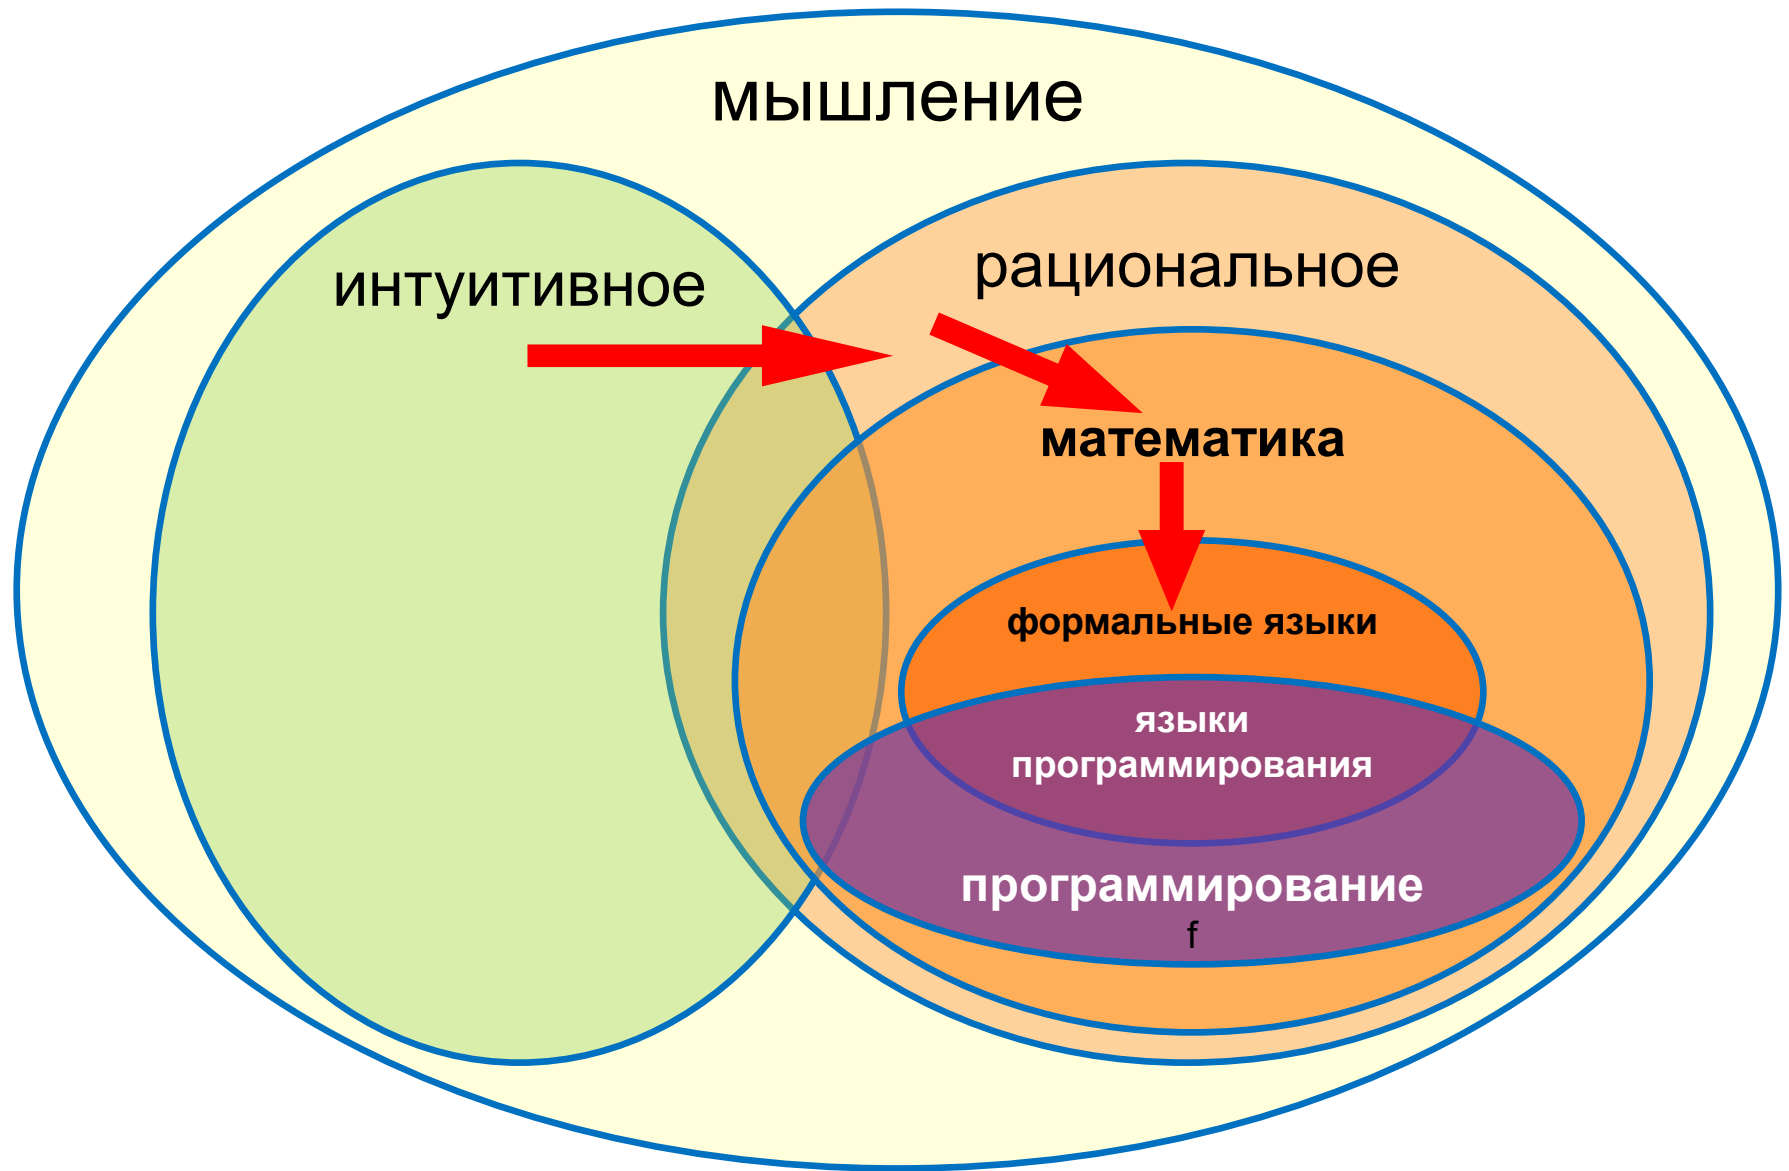 мышление
интуитивное
рациональное
математика
формальные языки
языки
программирования
программирование
f